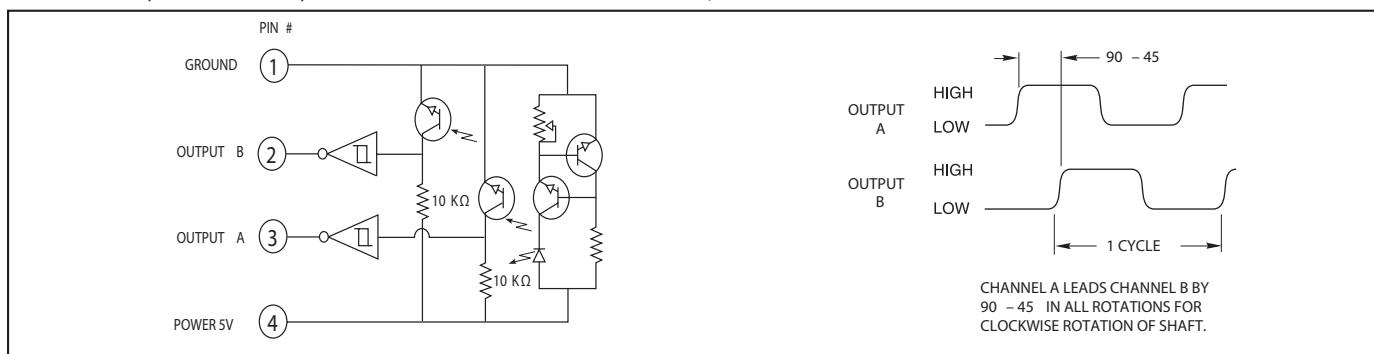 PIN #
GROUND 1
OUTPUT B 2
10 KΩ
OUTPUT A 3
10 KΩ
POWER 5V 4
90 – 45
HIGH
OUTPUT
A
LOW
HIGH
OUTPUT
B
LOW
1 CYCLE
CHANNEL A LEADS CHANNEL B BY
90 – 45 IN ALL ROTATIONS FOR
CLOCKWISE ROTATION OF SHAFT.